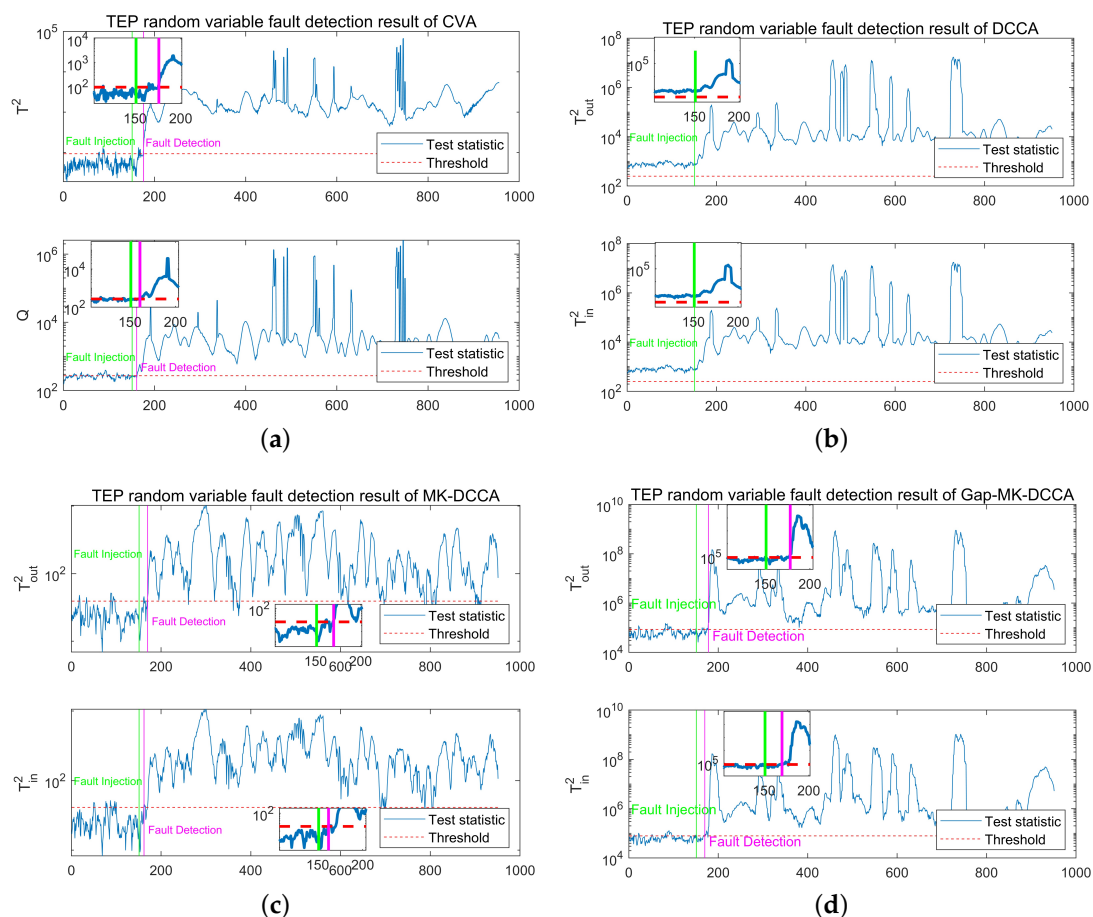 TEP random variable fault detection result of CVA
10^5
10^4
10^3
10^2
150 200
T^2
Fault Injection
Fault Detection
Test statistic
Threshold
0 200 400 600 800 1000
10^6
10^4
10^2
10^4
10^2
150 200
Q
Fault Injection
Fault Detection
Test statistic
Threshold
0 200 400 600 800 1000
(a)
TEP random variable fault detection result of DCCA
10^8
10^6
10^4
10^2
10^5
150 200
T^2_out
Fault Injection
Test statistic
Threshold
0 200 400 600 800 1000
10^8
10^6
10^4
10^2
10^5
150 200
T^2_in
Fault Injection
Test statistic
Threshold
0 200 400 600 800 1000
(b)
TEP random variable fault detection result of MK-DCCA
10^2
T^2_out
Fault Injection
Fault Detection
10^2
150 200
Test statistic
Threshold
0 200 400 600 800 1000
10^2
T^2_in
Fault Injection
Fault Detection
10^2
150 200
Test statistic
Threshold
0 200 400 600 800 1000
(c)
TEP random variable fault detection result of Gap-MK-DCCA
10^10
10^8
10^6
10^4
10^5
150 200
T^2_out
Fault Injection
Fault Detection
Test statistic
Threshold
0 200 400 600 800 1000
10^10
10^8
10^6
10^4
10^5
150 200
T^2_in
Fault Injection
Fault Detection
Test statistic
Threshold
0 200 400 600 800 1000
(d)